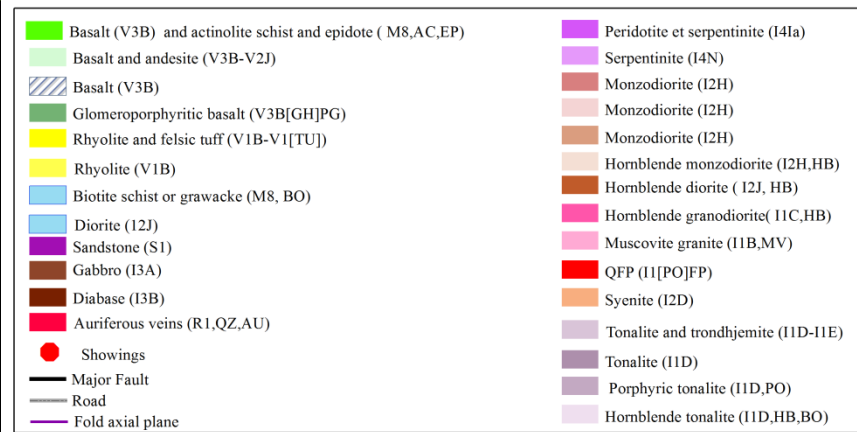 Basalt (V3B) and actinolite schist and epidote ( M8,AC,EP)
Basalt and andesite (V3B-V2J)
Basalt (V3B)
Glomeroporphyritic basalt (V3B[GH]PG)
Rhyolite and felsic tuff (V1B-V1[TU])
Rhyolite (V1B)
Biotite schist or grawacke (M8, BO)
Diorite (12J)
Sandstone (S1)
Gabbro (I3A)
Diabase (I3B)
Auriferous veins (R1,QZ,AU)
Showings
Major Fault
Road
Fold axial plane
Peridotite et serpentinite (I4Ia)
Serpentinite (I4N)
Monzodiorite (I2H)
Monzodiorite (I2H)
Monzodiorite (I2H)
Hornblende monzodiorite (I2H,HB)
Hornblende diorite ( I2J, HB)
Hornblende granodiorite( I1C,HB)
Muscovite granite (I1B,MV)
QFP (I1[PO]FP)
Syenite (I2D)
Tonalite and trondhjemite (I1D-I1E)
Tonalite (I1D)
Porphyric tonalite (I1D,PO)
Hornblende tonalite (I1D,HB,BO)